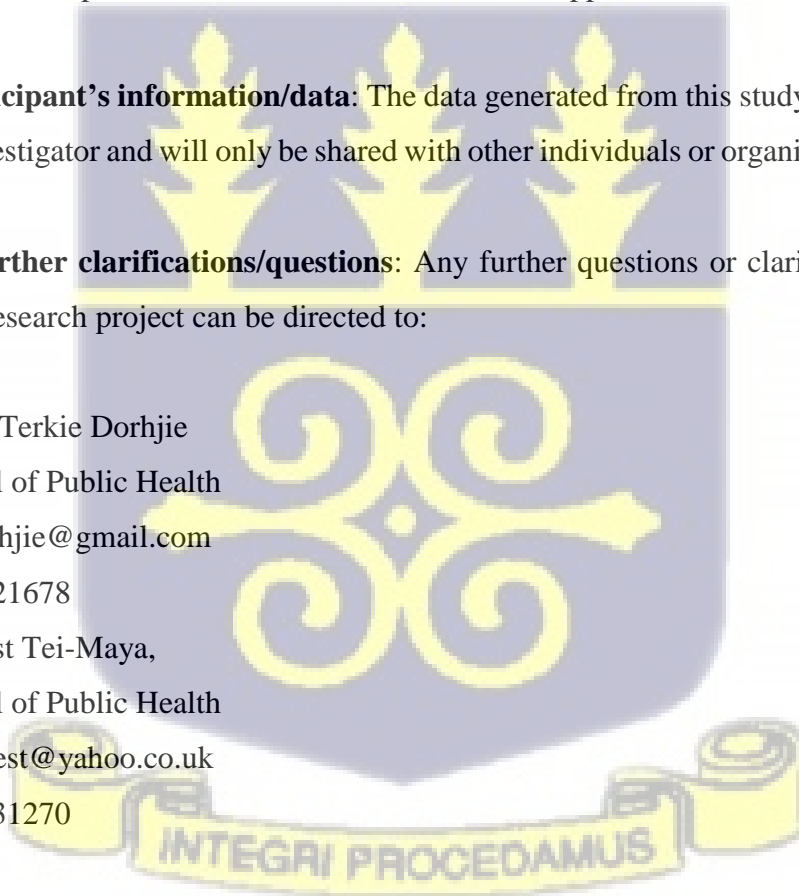 icipant’s information/data: The data generated from this study
estigator and will only be shared with other individuals or organi
rther clarifications/questions: Any further questions or clari
esearch project can be directed to:
Terkie Dorhjie
l of Public Health
hjie@gmail.com
21678
st Tei-Maya,
l of Public Health
est@yahoo.co.uk
31270
INTEGRI PROCEDAMUS